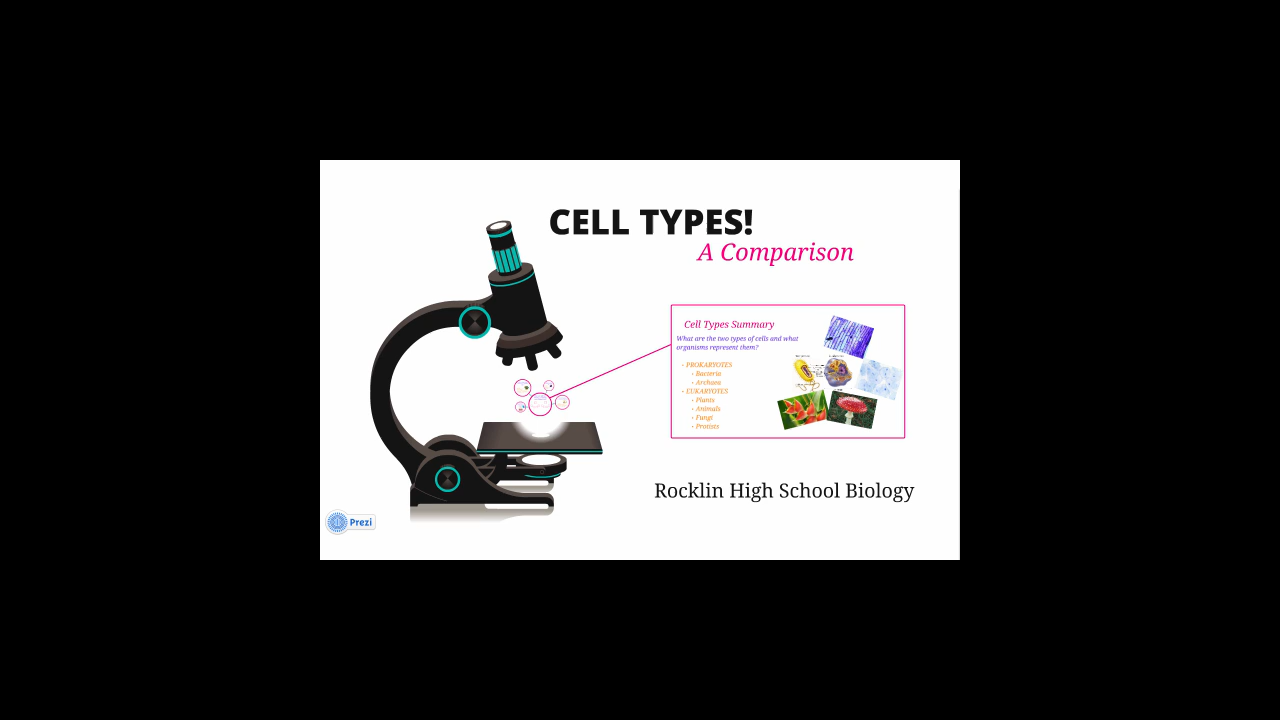 CELL TYPES!
A Comparison
Cell Types Summary
What are the two types of cells and what
organisms represent them?
• PROKARYOTES
• Bacteria
• Archaea
• EUKARYOTES
• Plants
• Animals
• Fungi
• Protists
Rocklin High School Biology
Prezi